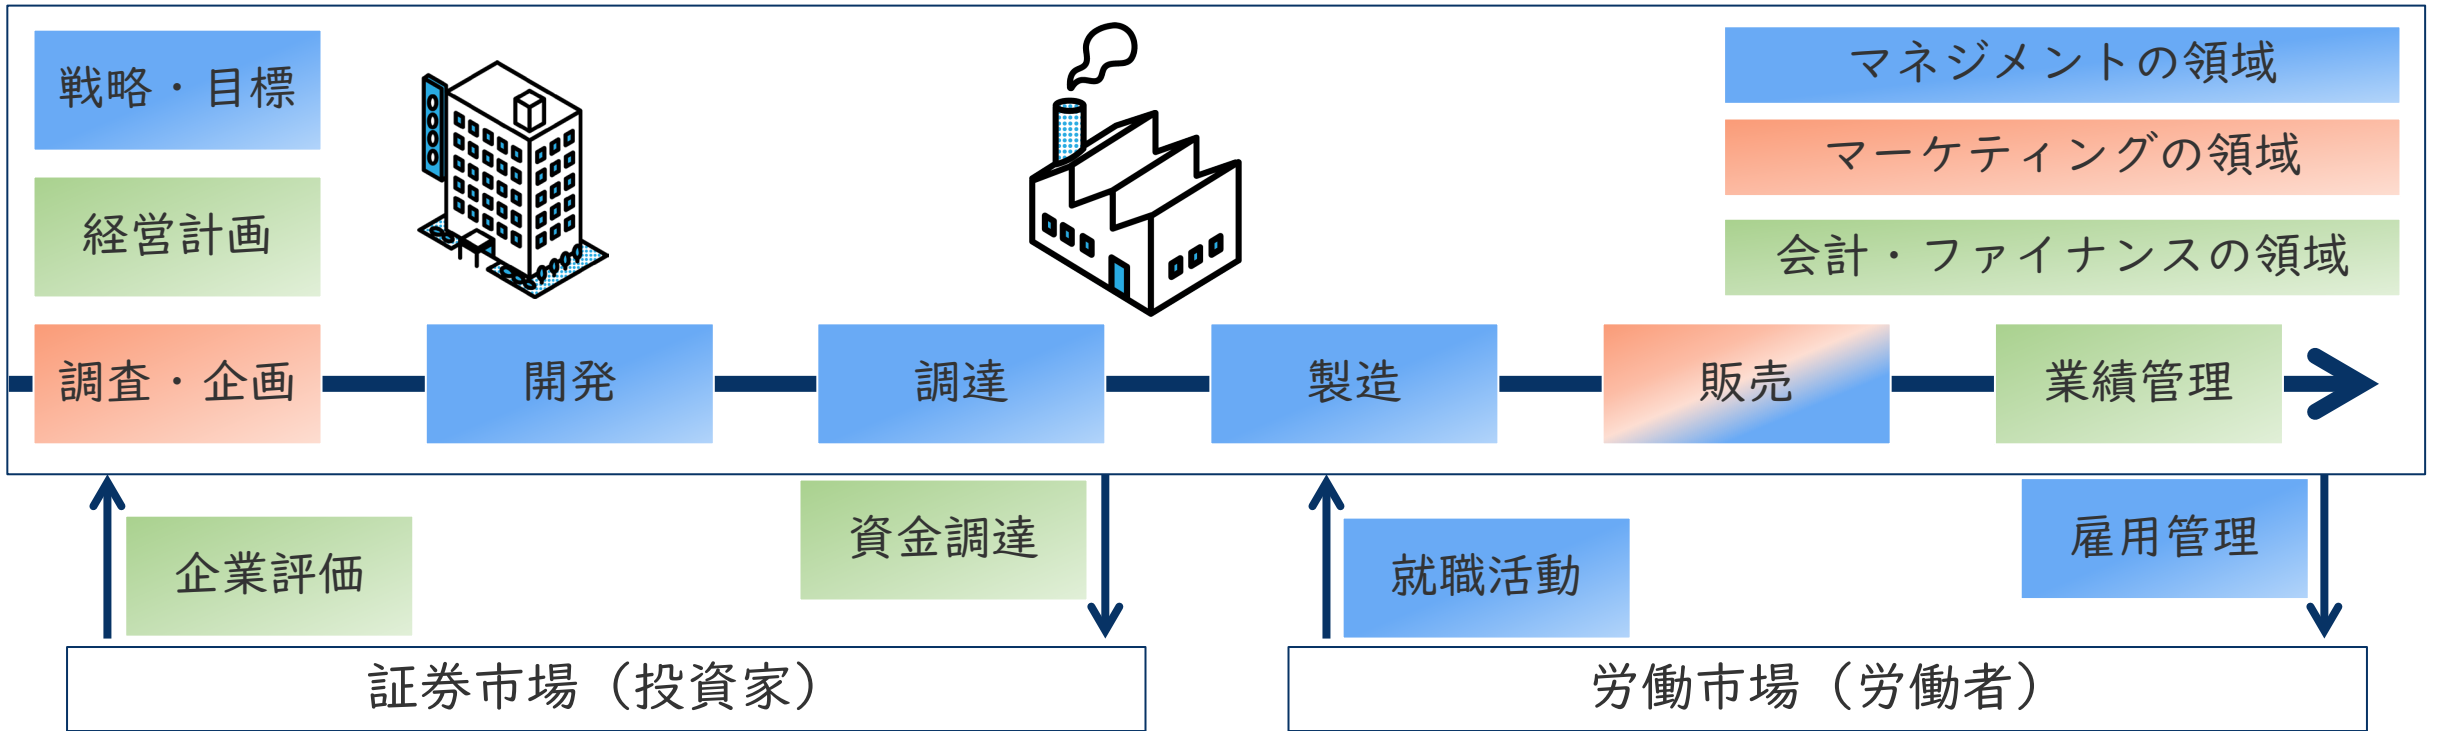 戦略・目標
経営計画
マネジメントの領域
マーケティングの領域
会計・ファイナンスの領域
調査・企画
開発
調達
製造
販売
業績管理
企業評価
資金調達
就職活動
雇用管理
証券市場（投資家）
労働市場（労働者）